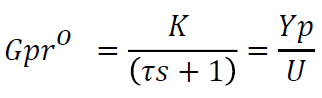 Gpr^o = K / (τs + 1) = Yp / U